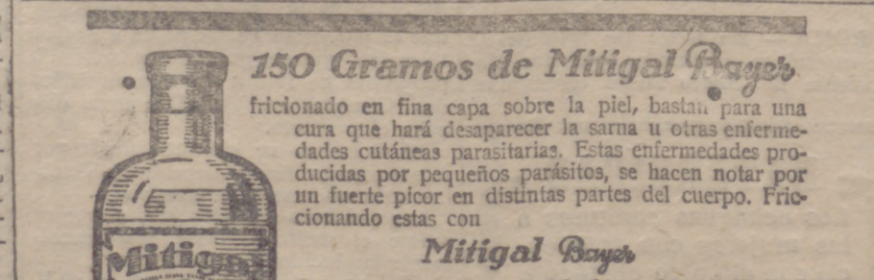 150 Gramos de Mitigal Bayer
fricionado en fina capa sobre la piel, bastan para una
cura que hará desaparecer la sarna u otras enferme-
dades cutáneas parasitarias. Estas enfermedades pro-
ducidas por pequeños parásitos, se hacen notar por
un fuerte picor en distintas partes del cuerpo. Fric-
cionando estas con
Mitigal Bayer
Mitigal